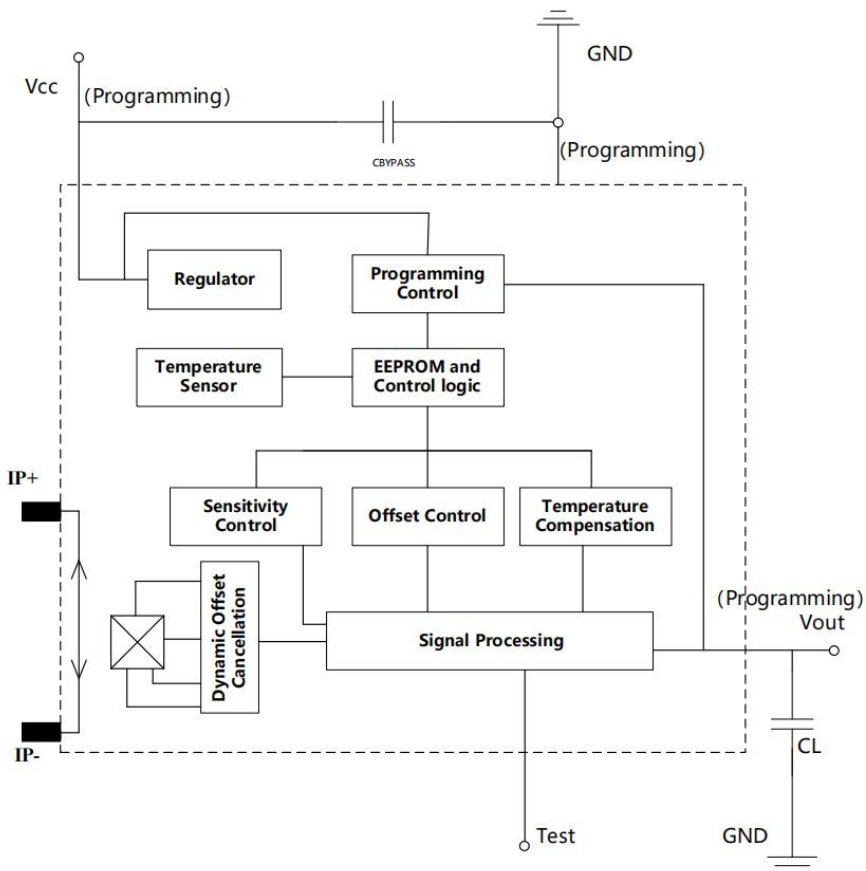 GND
Vcc
(Programming)
CBYPASS
(Programming)
Regulator
Programming
Control
Temperature
Sensor
EEPROM and
Control logic
IP+
Sensitivity
Control
Offset Control
Temperature
Compensation
Dynamic Offset
Cancellation
Signal Processing
(Programming)
Vout
IP-
CL
Test
GND